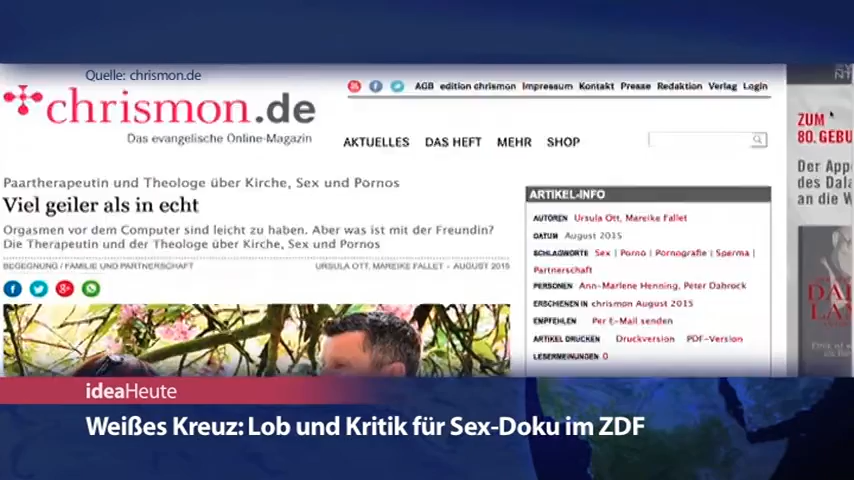 Quelle: chrismon.de
chrismon.de
Das evangelische Online-Magazin
AGB edition chrismon Impressum Kontakt Presse Redaktion Verlag Login
AKTUELLES DAS HEFT MEHR SHOP
Paartherapeutin und Theologe über Kirche, Sex und Pornos
Viel geiler als in echt
Orgasmen vor dem Computer sind leicht zu haben. Aber was ist mit der Freundin?
Die Therapeutin und der Theologe über Kirche, Sex und Pornos
BEGEGNUNG / FAMILIE UND PARTNERSCHAFT URSULA OTT, MAREIKE FALLET - AUGUST 2015
ARTIKEL-INFO
AUTOREN Ursula Ott, Mareike Fallet
DATUM August 2015
SCHLAGWORTE Sex | Porno | Pornografie | Sperma |
Partnerschaft
PERSONEN Ann-Marlene Henning, Peter Dabrock
ERSCHIENEN IN chrismon August 2015
EMPFEHLEN Per E-Mail senden
ARTIKEL DRUCKEN Druckversion PDF-Version
LESERMEINUNGEN 0
ZUM
80. GEBU
Der App
des Dala
an die W
ideaHeute
Weißes Kreuz: Lob und Kritik für Sex-Doku im ZDF